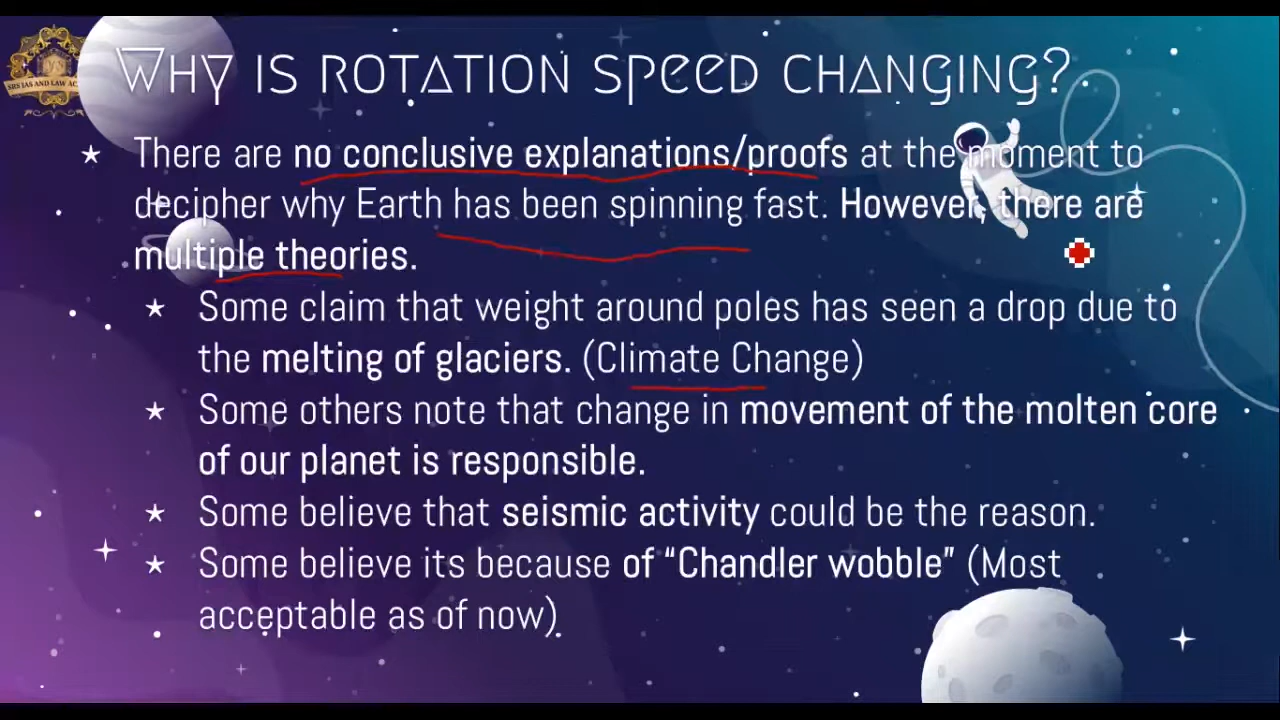 WHY IS ROTATION SPEED CHANGING?
There are no conclusive explanations/proofs at the moment to
decipher why Earth has been spinning fast. However, there are
multiple theories.
Some claim that weight around poles has seen a drop due to
the melting of glaciers. (Climate Change)
Some others note that change in movement of the molten core
of our planet is responsible.
Some believe that seismic activity could be the reason.
Some believe its because of “Chandler wobble” (Most
acceptable as of now)